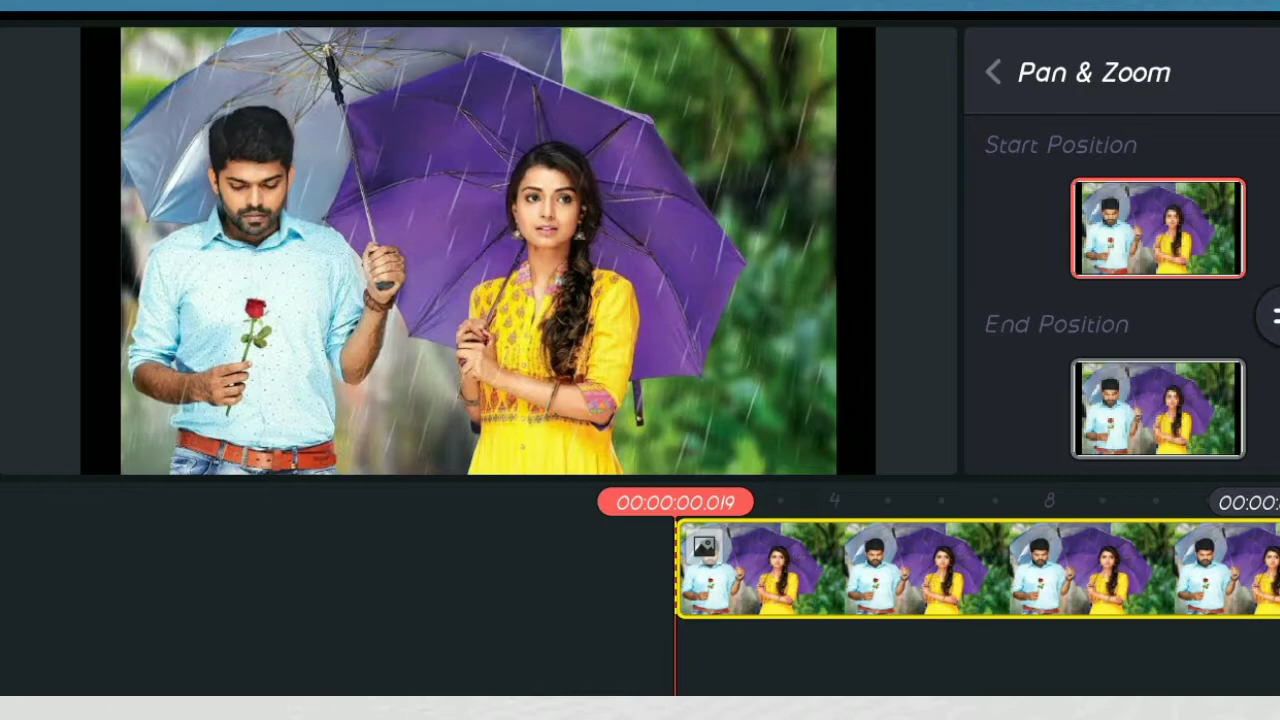 Pan & Zoom
Start Position
End Position
00:00:00.019
4
8
00:00: